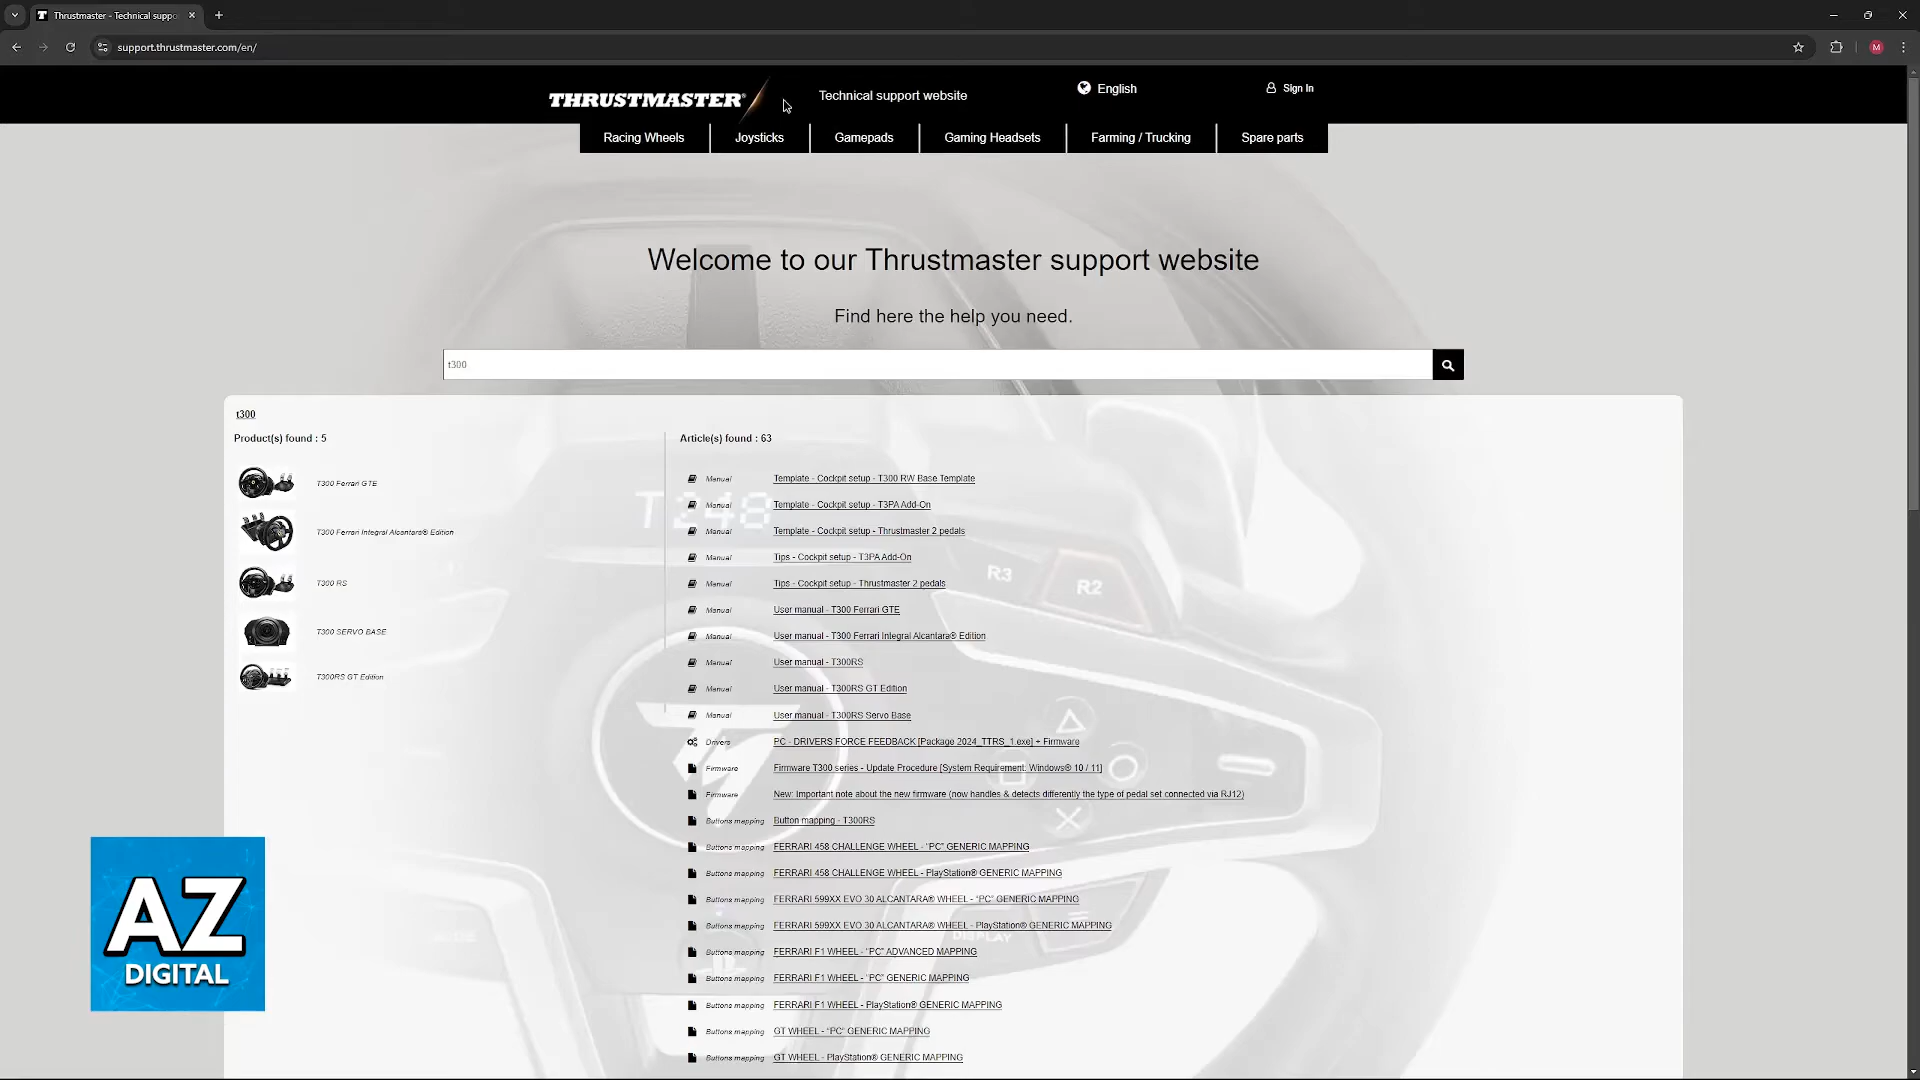 Thrustmaster - Technical suppo
support.thrustmaster.com/en/
M
THRUSTMASTER®
Technical support website
English
Sign In
Racing Wheels
Joysticks
Gamepads
Gaming Headsets
Farming / Trucking
Spare parts
Welcome to our Thrustmaster support website
Find here the help you need.
t300
t300
Product(s) found : 5
T300 Ferrari GTE
T300 Ferrari Integral Alcantara® Edition
T300 RS
T300 SERVO BASE
T300RS GT Edition
Article(s) found : 63
Manual Template - Cockpit setup - T300 RW Base Template
Manual Template - Cockpit setup - T3PA Add-On
Manual Template - Cockpit setup - Thrustmaster 2 pedals
Manual Tips - Cockpit setup - T3PA Add-On
Manual Tips - Cockpit setup - Thrustmaster 2 pedals
Manual User manual - T300 Ferrari GTE
Manual User manual - T300 Ferrari Integral Alcantara® Edition
Manual User manual - T300RS
Manual User manual - T300RS GT Edition
Manual User manual - T300RS Servo Base
Drivers PC - DRIVERS FORCE FEEDBACK [Package 2024_TTRS_1.exe] + Firmware
Firmware Firmware T300 series - Update Procedure [System Requirement: Windows® 10 / 11]
Firmware New: Important note about the new firmware (now handles & detects differently the type of pedal set connected via RJ12)
Buttons mapping Button mapping - T300RS
Buttons mapping FERRARI 458 CHALLENGE WHEEL - “PC” GENERIC MAPPING
Buttons mapping FERRARI 458 CHALLENGE WHEEL - PlayStation® GENERIC MAPPING
Buttons mapping FERRARI 599XX EVO 30 ALCANTARA® WHEEL - “PC” GENERIC MAPPING
Buttons mapping FERRARI 599XX EVO 30 ALCANTARA® WHEEL - PlayStation® GENERIC MAPPING
Buttons mapping FERRARI F1 WHEEL - “PC” ADVANCED MAPPING
Buttons mapping FERRARI F1 WHEEL - “PC” GENERIC MAPPING
Buttons mapping FERRARI F1 WHEEL - PlayStation® GENERIC MAPPING
Buttons mapping GT WHEEL - “PC” GENERIC MAPPING
Buttons mapping GT WHEEL - PlayStation® GENERIC MAPPING
T248
R3
R2
DISPLAY
AZ
DIGITAL